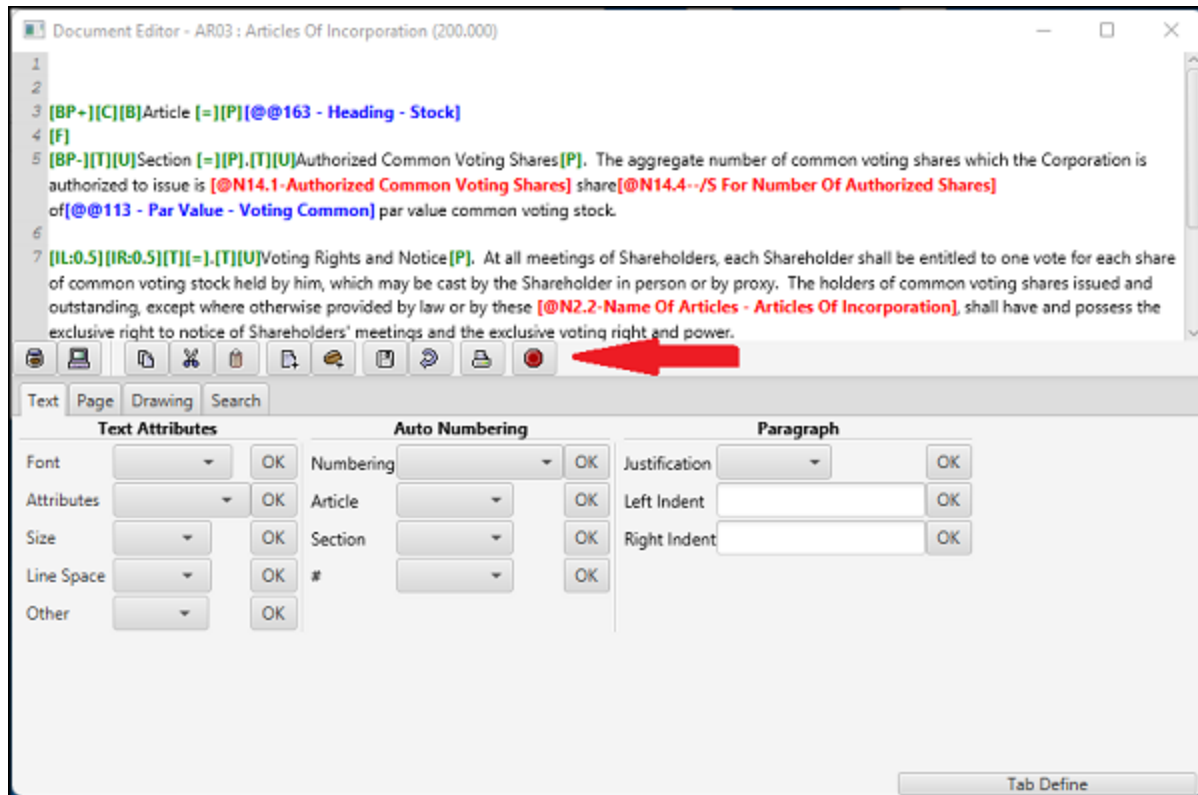 Document Editor - AR03 : Articles Of Incorporation (200.000)
1
2
3 [BP+][C][B]Article [=][P][@@163 - Heading - Stock]
4 [F]
5 [BP-][T][U]Section [=][P].[T][U]Authorized Common Voting Shares[P].  The aggregate number of common voting shares which the Corporation is
authorized to issue is [@N14.1-Authorized Common Voting Shares] share[@N14.4--/S For Number Of Authorized Shares]
of[@@113 - Par Value - Voting Common] par value common voting stock.
6
7 [IL:0.5][IR:0.5][T][=].[T][U]Voting Rights and Notice[P].  At all meetings of Shareholders, each Shareholder shall be entitled to one vote for each share
of common voting stock held by him, which may be cast by the Shareholder in person or by proxy.  The holders of common voting shares issued and
outstanding, except where otherwise provided by law or by these [@N2.2-Name Of Articles - Articles Of Incorporation], shall have and possess the
exclusive right to notice of Shareholders' meetings and the exclusive voting right and power.
Text Page Drawing Search
Text Attributes Auto Numbering Paragraph
Font OK Numbering OK Justification OK
Attributes OK Article OK Left Indent OK
Size OK Section OK Right Indent OK
Line Space OK # OK
Other OK
Tab Define